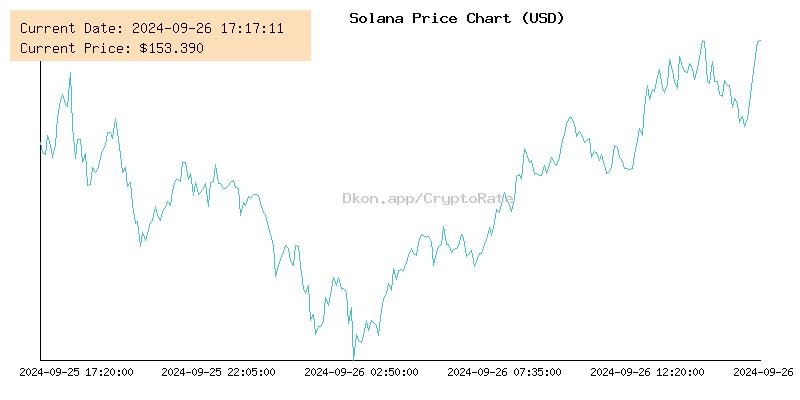 Solana Price Chart (USD)
Current Date: 2024-09-26 17:17:11
Current Price: $153.390
Dkon.app/CryptoRate
2024-09-25 17:20:00
2024-09-25 22:05:00
2024-09-26 02:50:00
2024-09-26 07:35:00
2024-09-26 12:20:00
2024-09-26